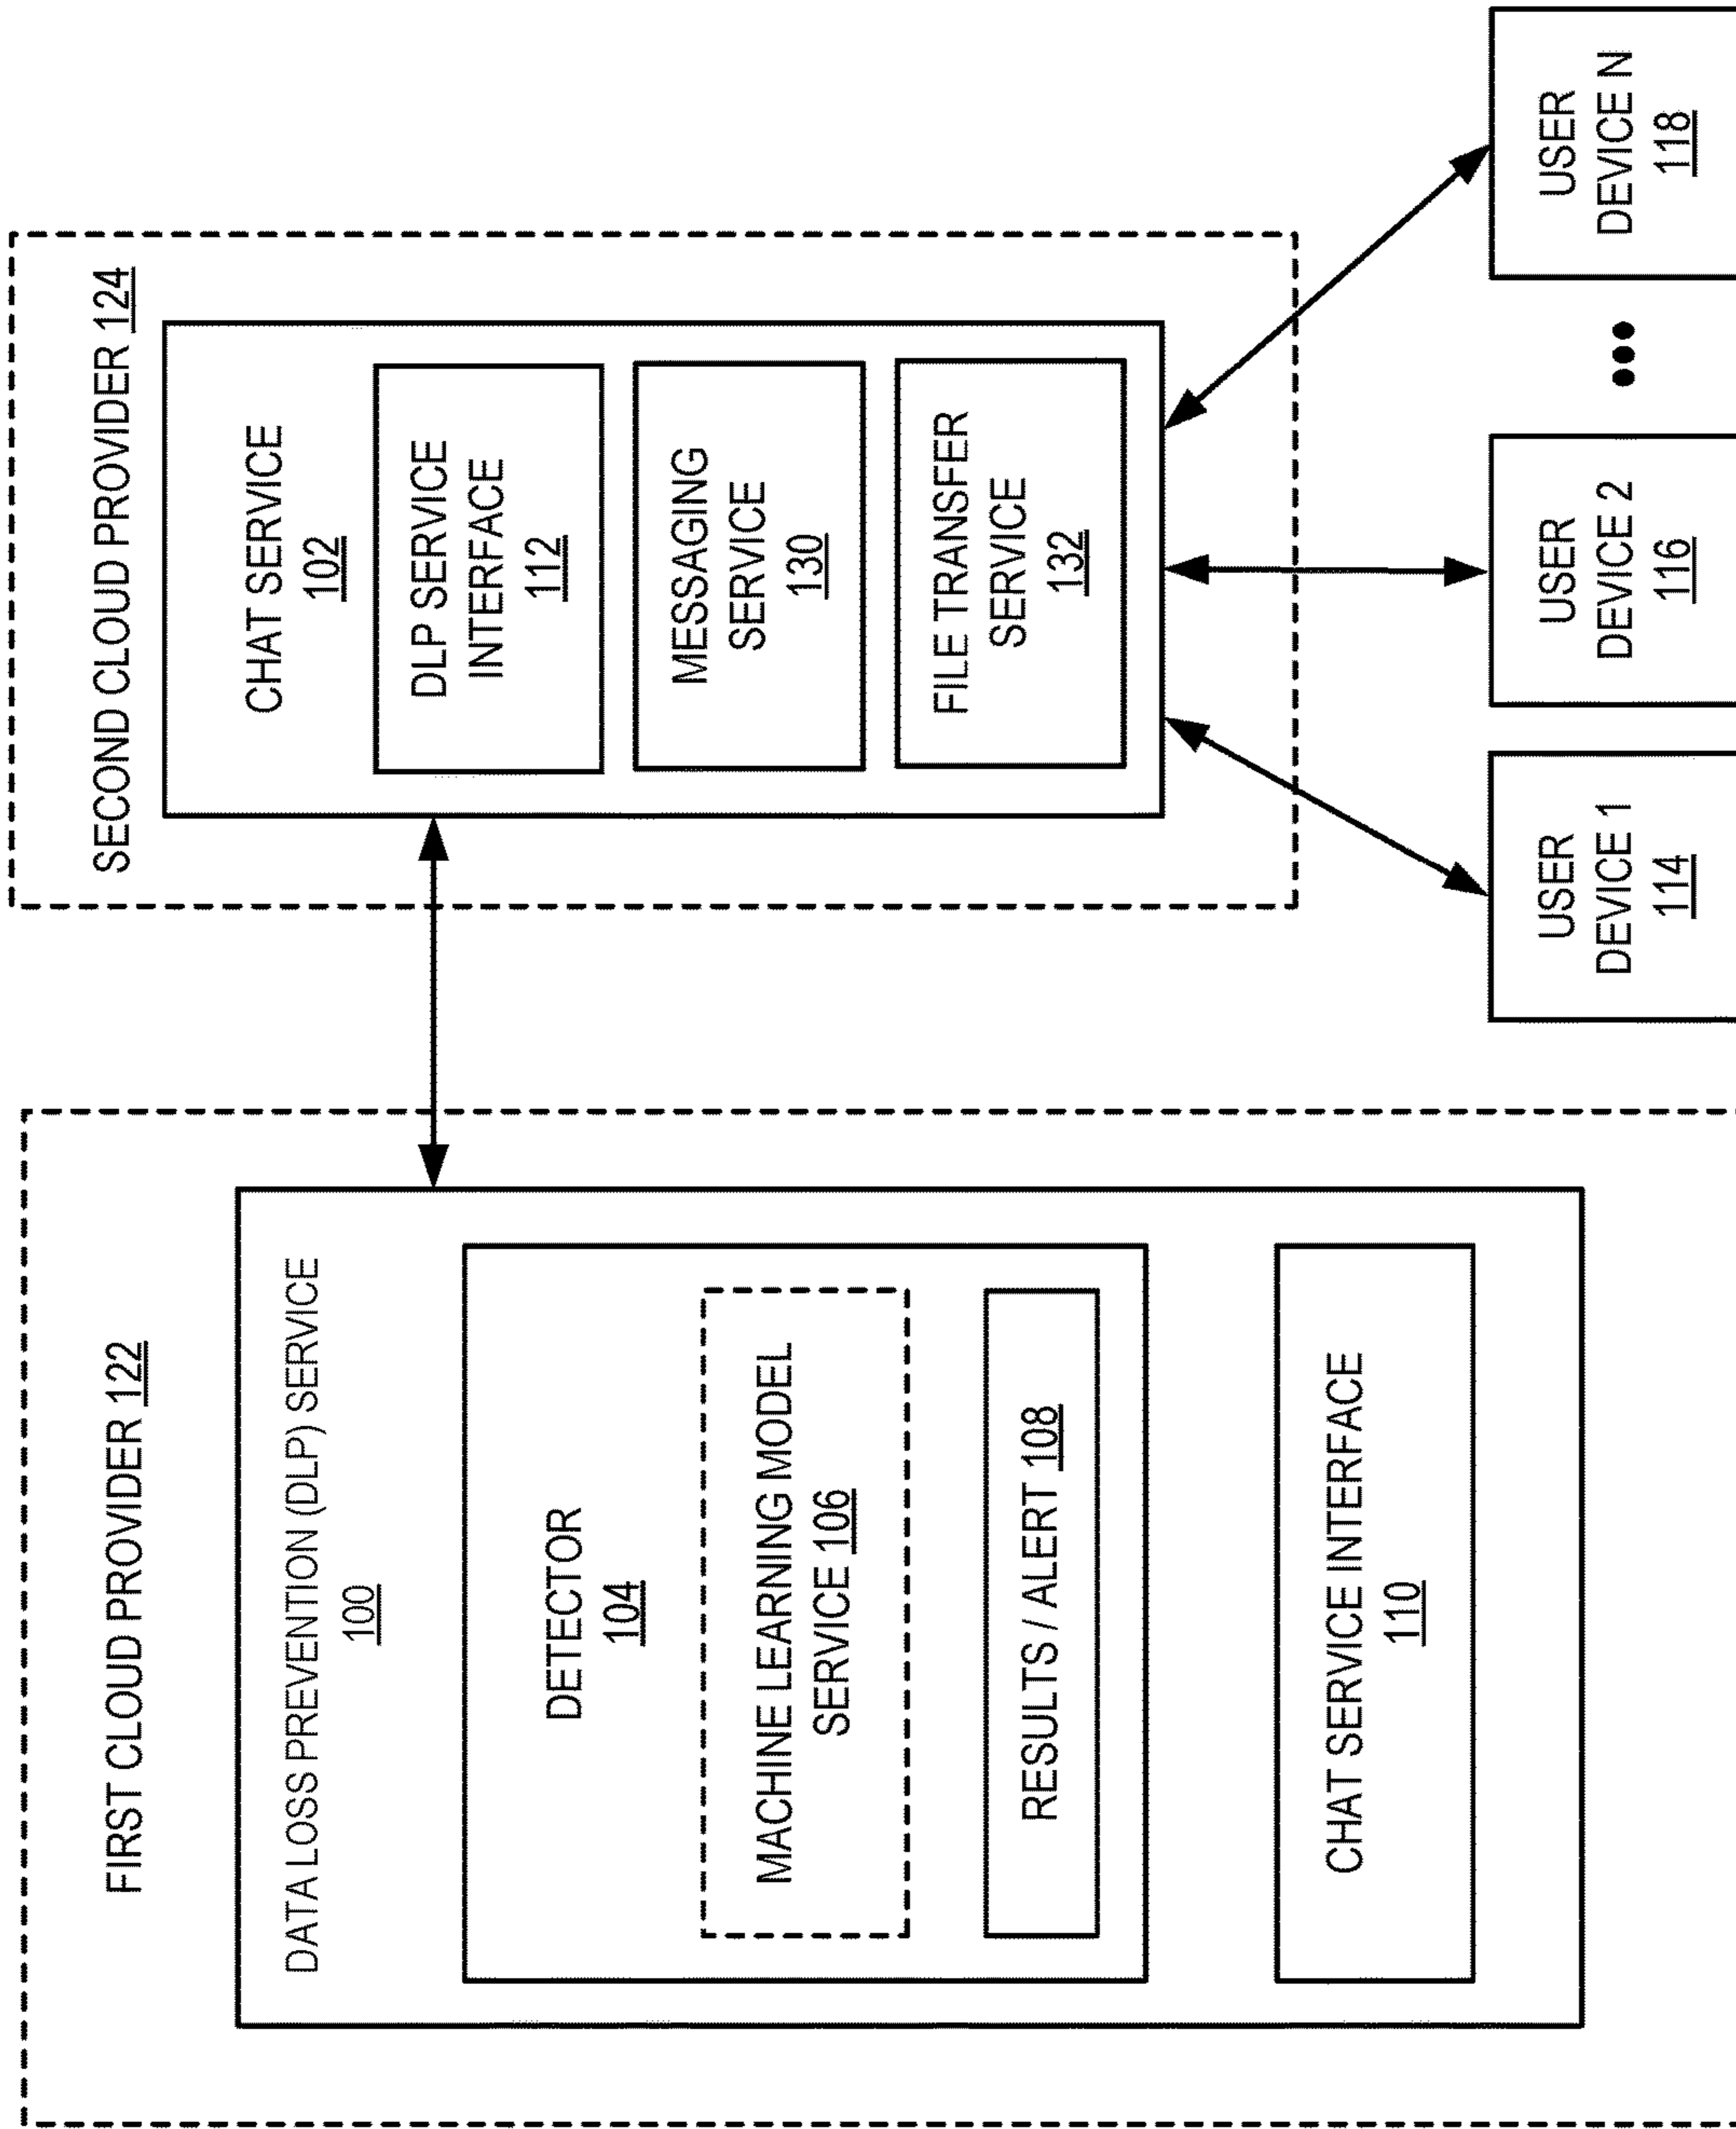 FIRST CLOUD PROVIDER 122
DATA LOSS PREVENTION (DLP) SERVICE
100
DETECTOR
104
MACHINE LEARNING MODEL
SERVICE 106
RESULTS / ALERT 108
CHAT SERVICE INTERFACE
110
SECOND CLOUD PROVIDER 124
CHAT SERVICE
102
DLP SERVICE
INTERFACE
112
MESSAGING
SERVICE
130
FILE TRANSFER
SERVICE
132
USER
DEVICE 1
114
USER
DEVICE 2
116
USER
DEVICE N
118